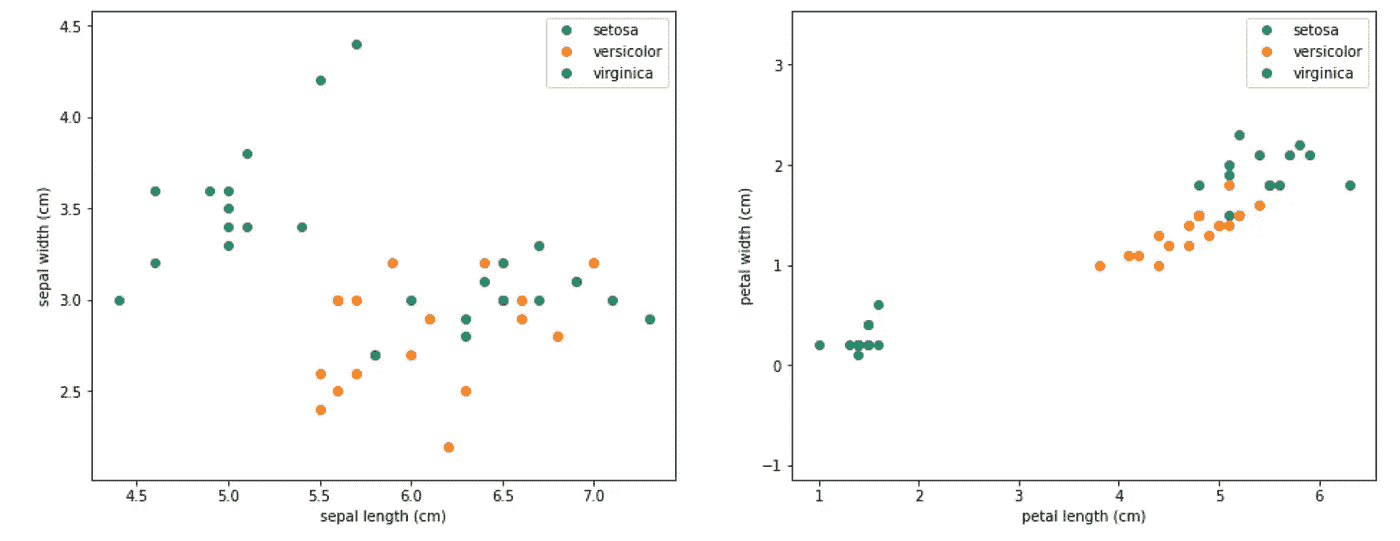 4.5
4.0
3.5
3.0
2.5
sepal width (cm)
4.5 5.0 5.5 6.0 6.5 7.0
sepal length (cm)
setosa
versicolor
virginica
3
2
1
0
−1
petal width (cm)
1 2 3 4 5 6
petal length (cm)
setosa
versicolor
virginica